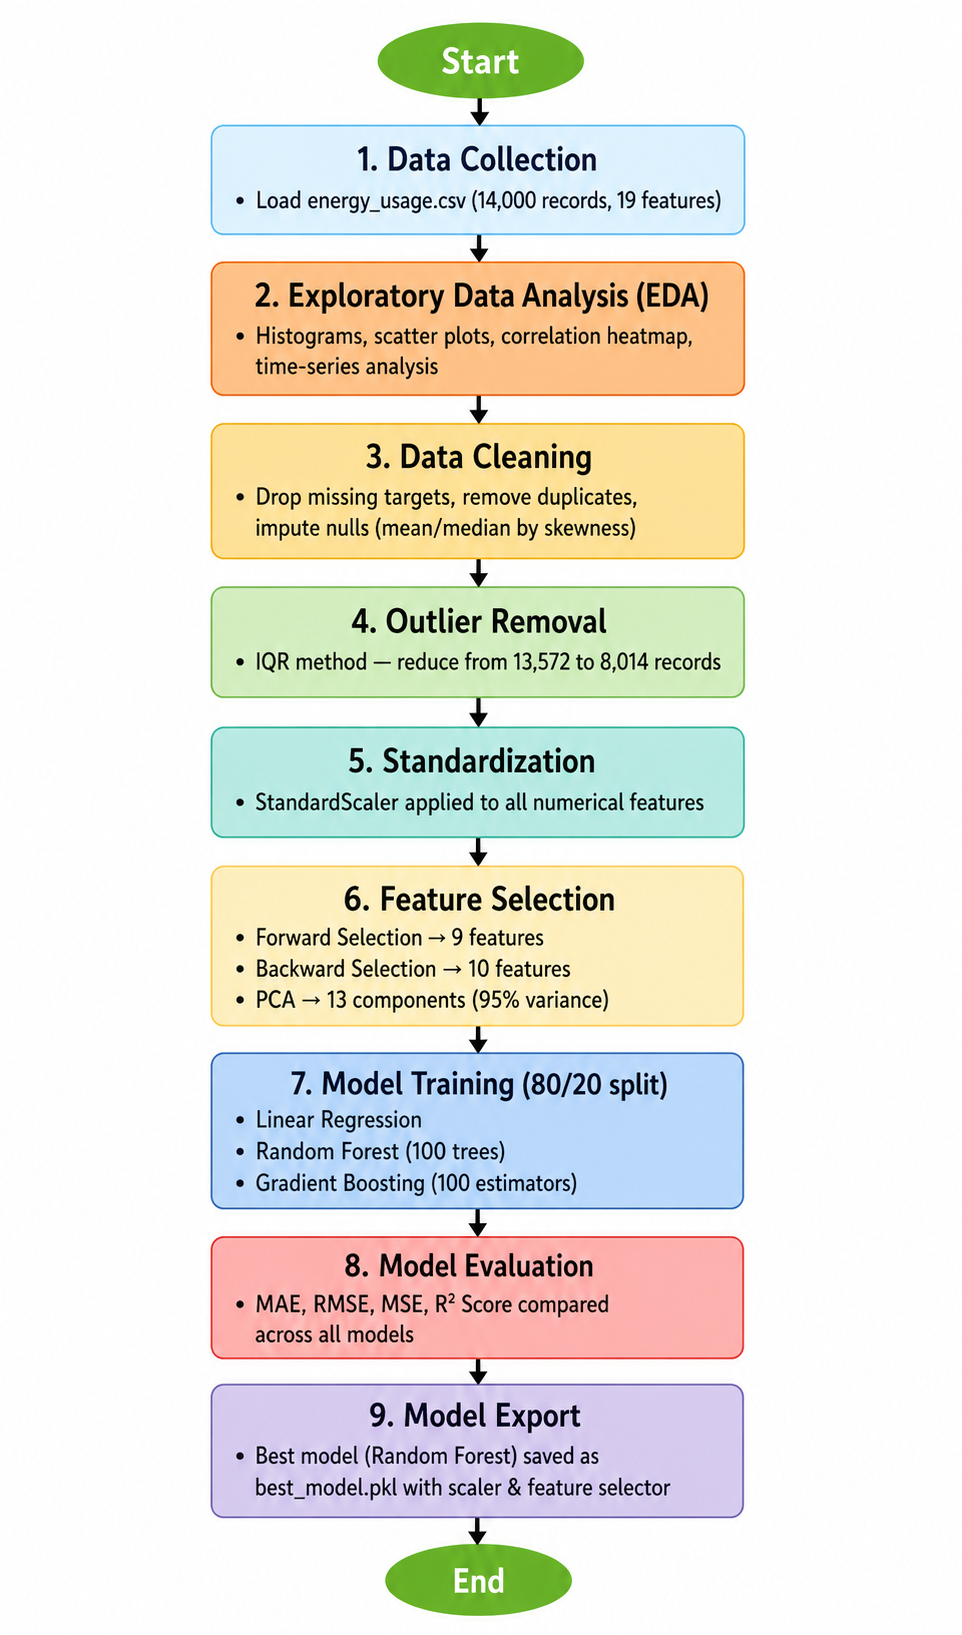 Start
1. Data Collection
• Load energy_usage.csv (14,000 records, 19 features)
2. Exploratory Data Analysis (EDA)
• Histograms, scatter plots, correlation heatmap,
time-series analysis
3. Data Cleaning
• Drop missing targets, remove duplicates,
impute nulls (mean/median by skewness)
4. Outlier Removal
• IQR method — reduce from 13,572 to 8,014 records
5. Standardization
• StandardScaler applied to all numerical features
6. Feature Selection
• Forward Selection → 9 features
• Backward Selection → 10 features
• PCA → 13 components (95% variance)
7. Model Training (80/20 split)
• Linear Regression
• Random Forest (100 trees)
• Gradient Boosting (100 estimators)
8. Model Evaluation
• MAE, RMSE, MSE, R² Score compared
across all models
9. Model Export
• Best model (Random Forest) saved as
best_model.pkl with scaler & feature selector
End